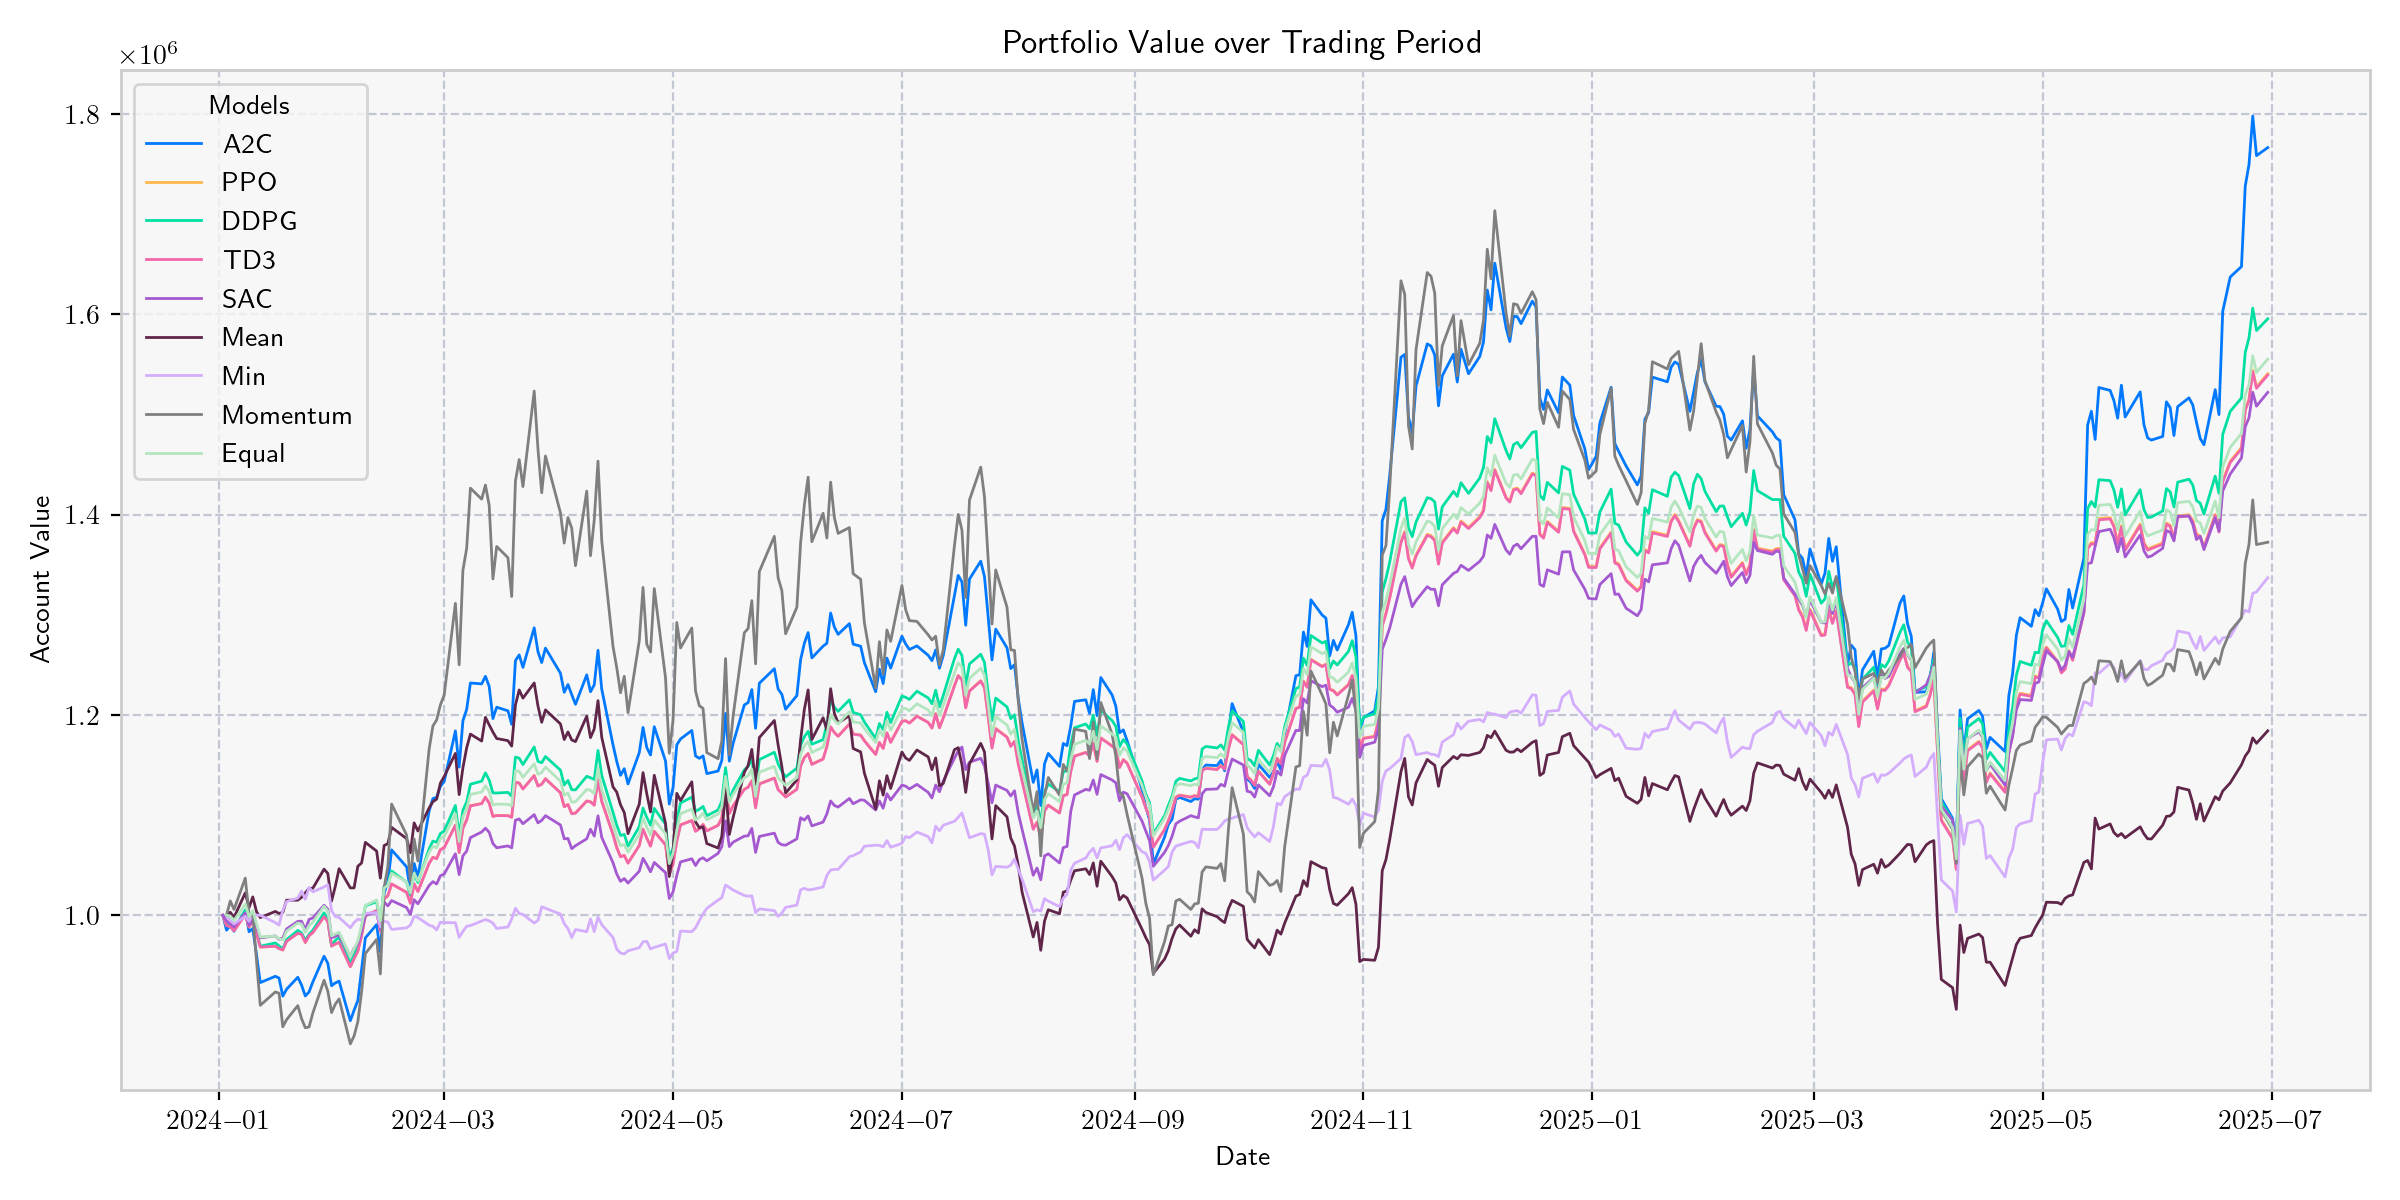 Portfolio Value over Trading Period
×10⁶
1.8
1.6
1.4
1.2
1.0
Account Value
Models
A2C
PPO
DDPG
TD3
SAC
Mean
Min
Momentum
Equal
2024−01
2024−03
2024−05
2024−07
2024−09
2024−11
2025−01
2025−03
2025−05
2025−07
Date